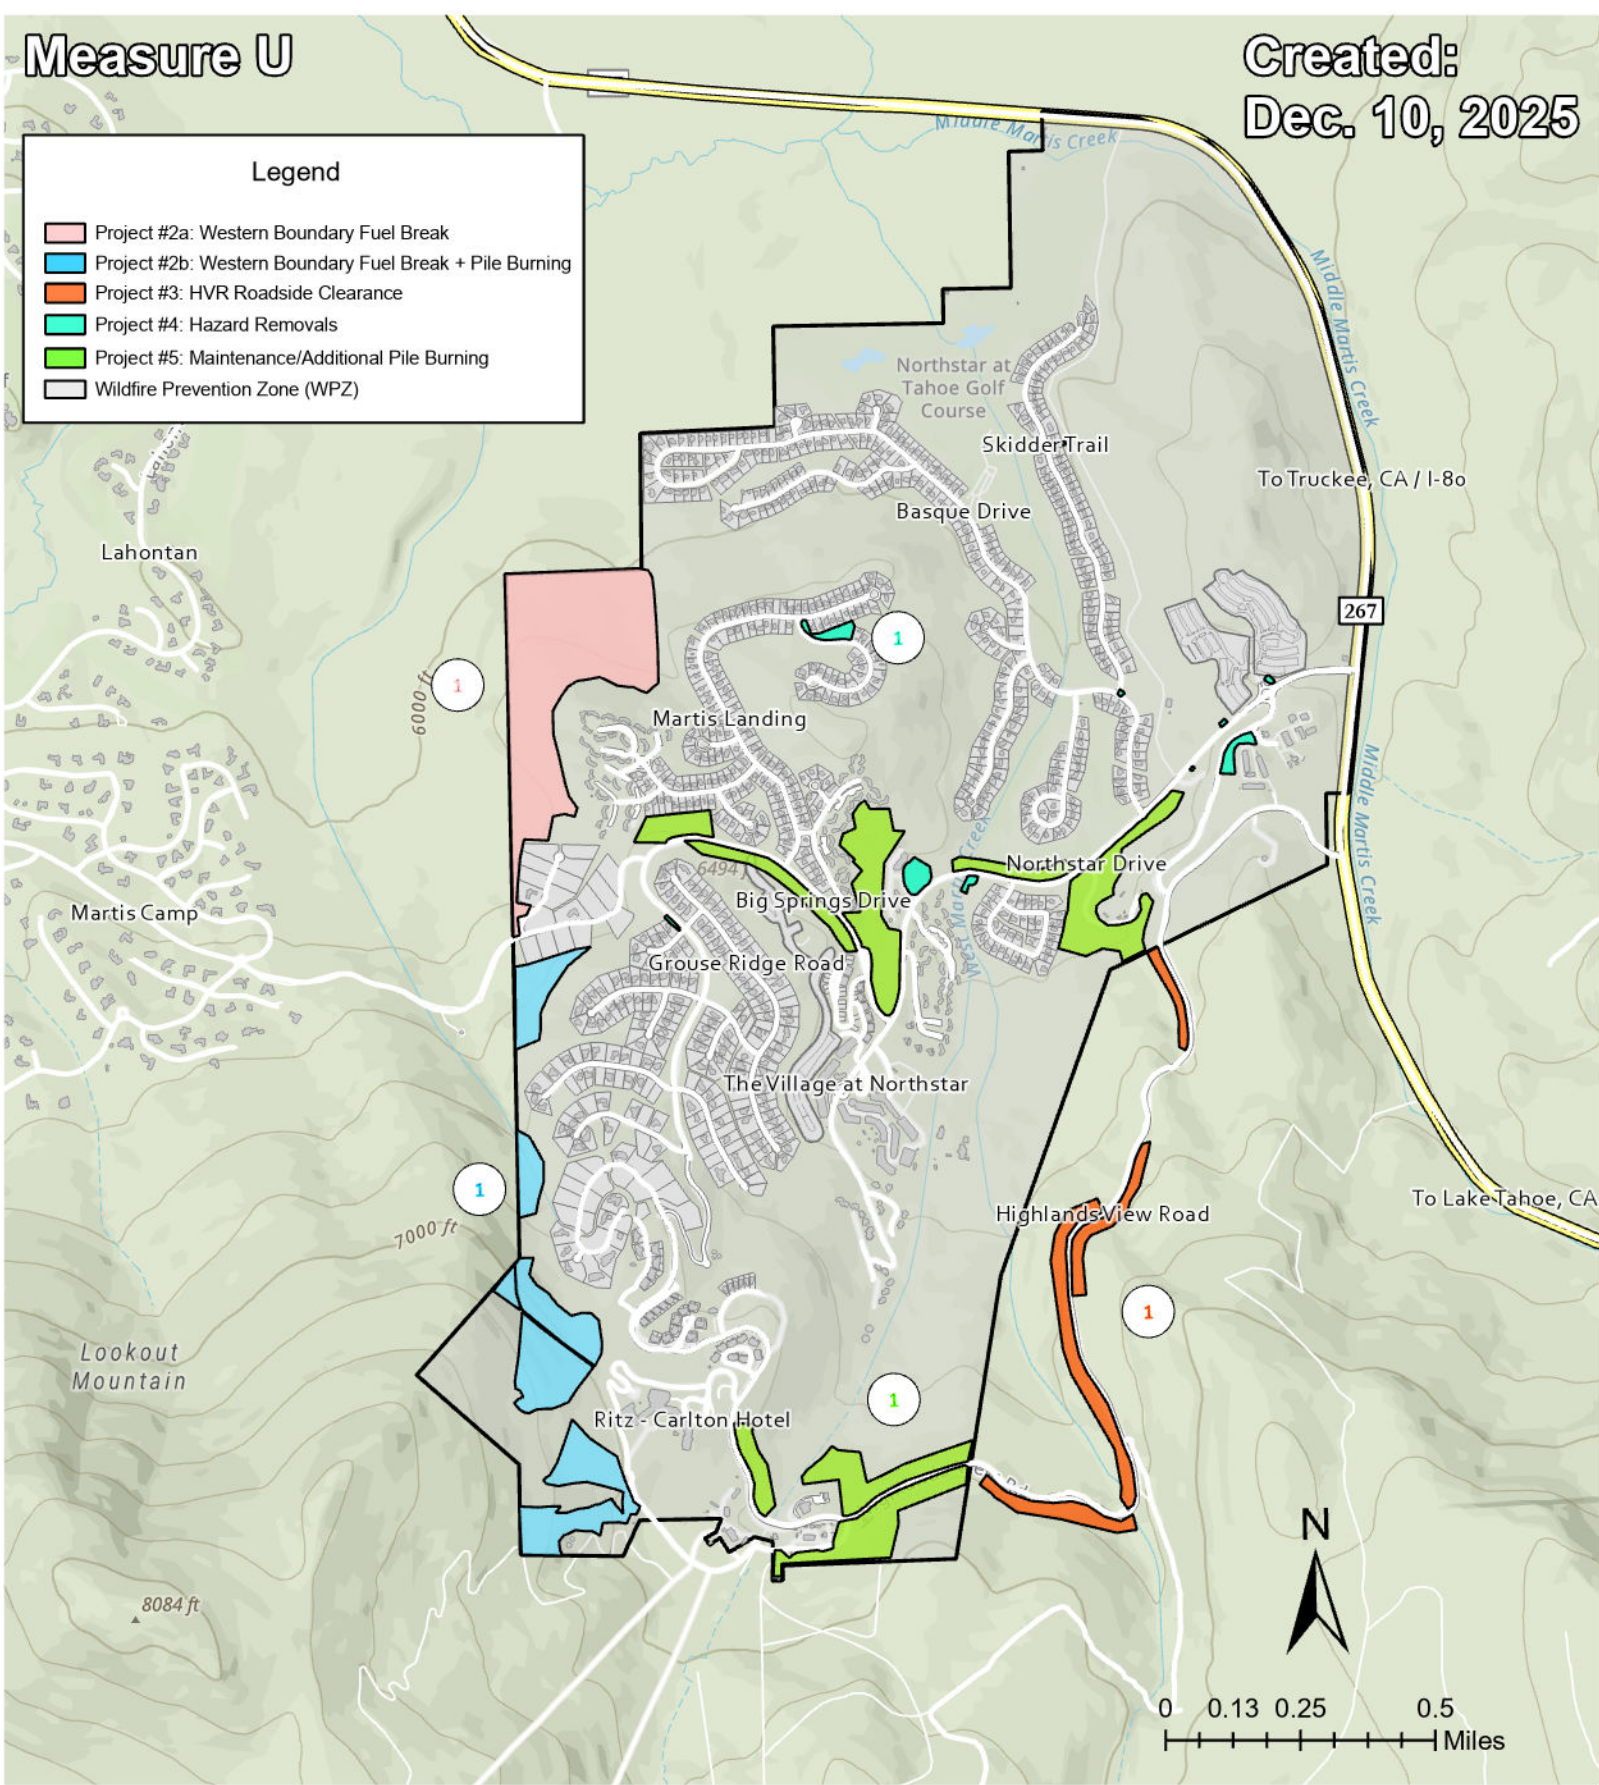 Measure U
Created:
Dec. 10, 2025
Legend
Project #2a: Western Boundary Fuel Break
Project #2b: Western Boundary Fuel Break + Pile Burning
Project #3: HVR Roadside Clearance
Project #4: Hazard Removals
Project #5: Maintenance/Additional Pile Burning
Wildfire Prevention Zone (WPZ)
Middle Martis Creek
Middle Martis Creek
Northstar at
Tahoe Golf
Course
Skidder Trail
To Truckee, CA / I-80
Basque Drive
Lahontan
267
1
1
6000 ft
Martis Landing
Middle Martis Creek
West Martis Creek
Northstar Drive
6494
Big Springs Drive
Martis Camp
Grouse Ridge Road
The Village at Northstar
1
To Lake Tahoe, CA
Highlands View Road
7000 ft
1
Lookout
Mountain
1
Ritz - Carlton Hotel
N
8084 ft
0 0.13 0.25 0.5
Miles